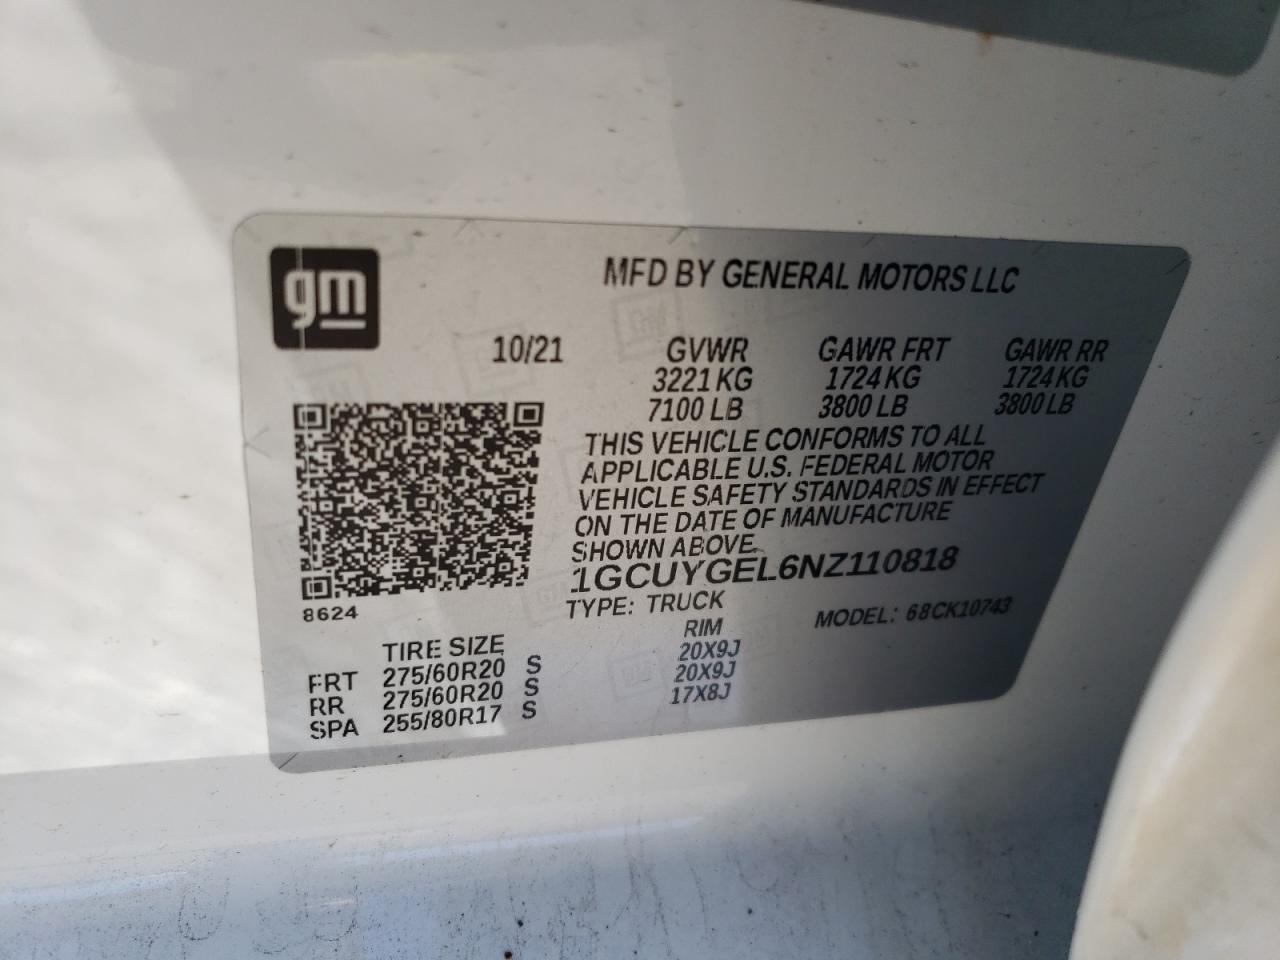 gm
MFD BY GENERAL MOTORS LLC
10/21 GVWR GAWR FRT GAWR RR
3221 KG 1724 KG 1724 KG
7100 LB 3800 LB 3800 LB
THIS VEHICLE CONFORMS TO ALL
APPLICABLE U.S. FEDERAL MOTOR
VEHICLE SAFETY STANDARDS IN EFFECT
ON THE DATE OF MANUFACTURE
SHOWN ABOVE.
1GCUYGEL6NZ110818
8624
TYPE: TRUCK MODEL: 68CK10743
TIRE SIZE RIM
FRT 275/60R20 S 20X9J
RR 275/60R20 S 20X9J
SPA 255/80R17 S 17X8J